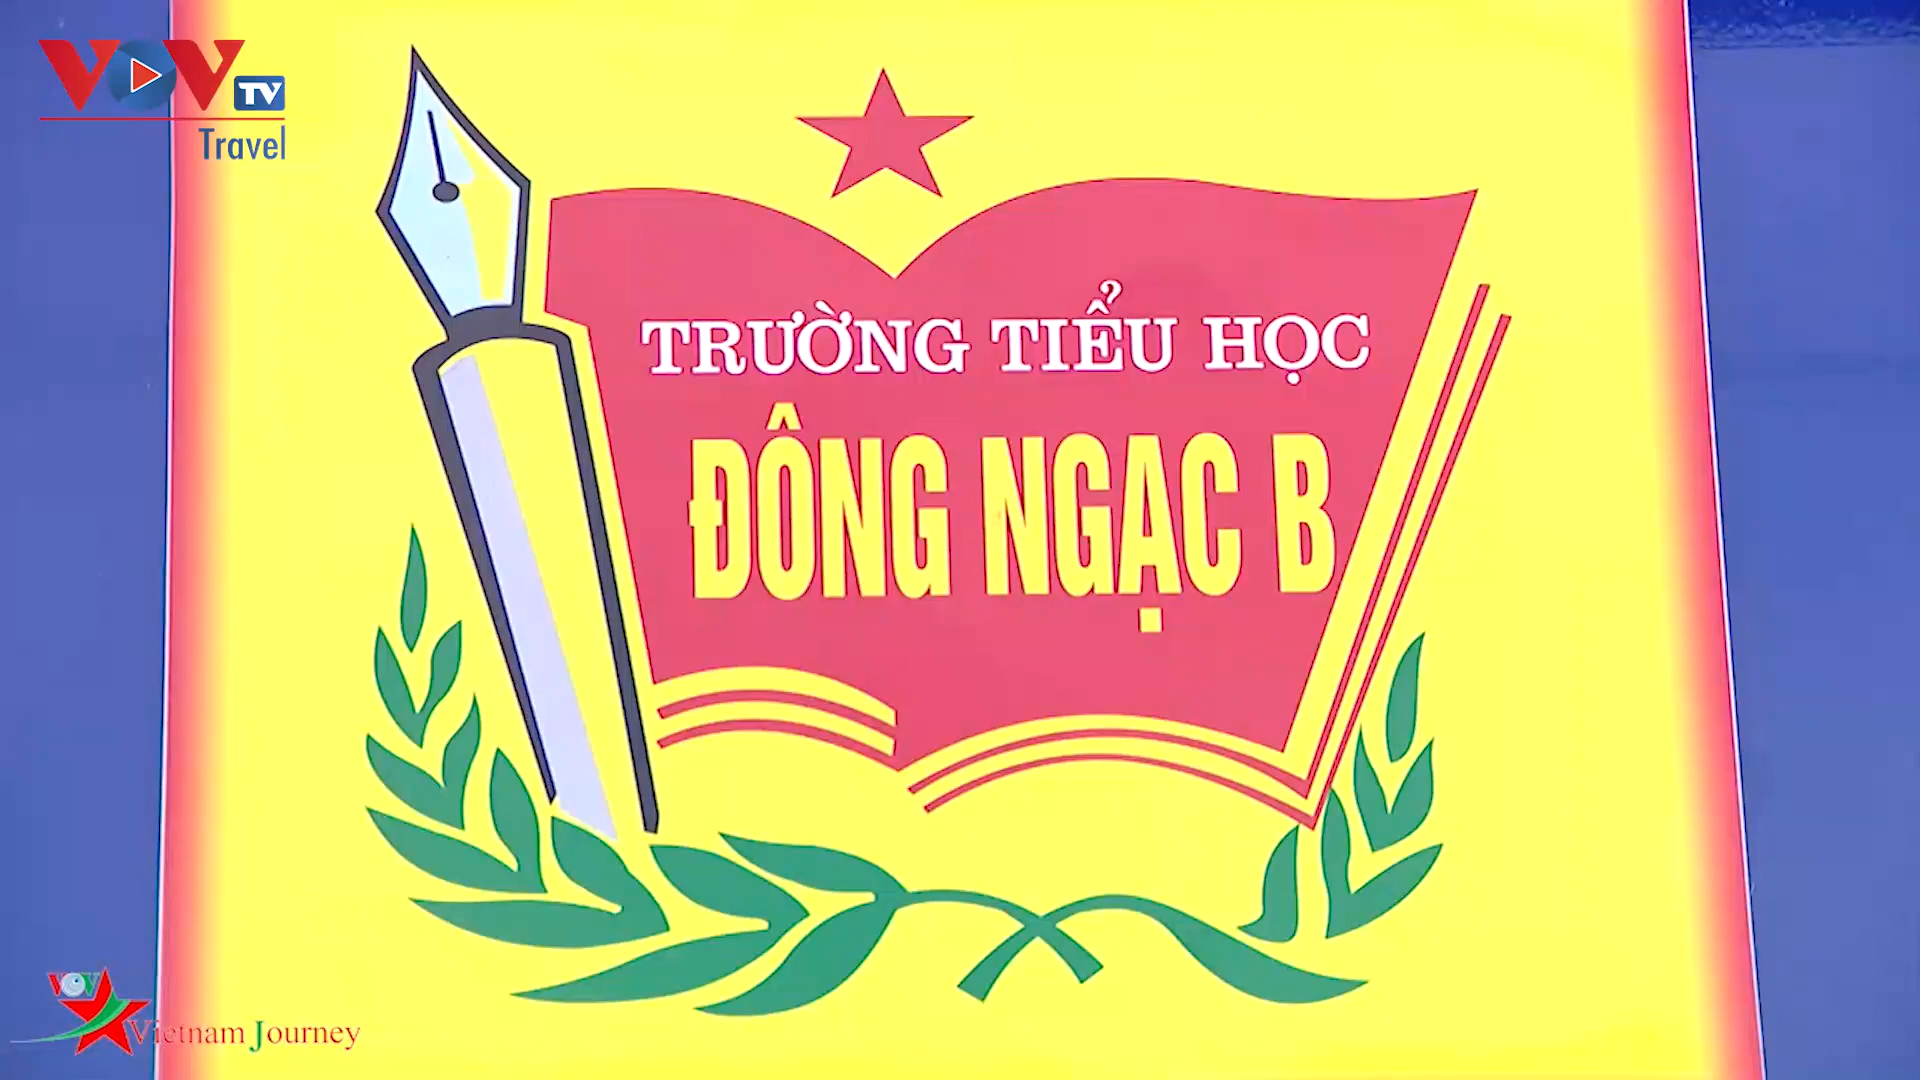 VOV TV
Travel
TRƯỜNG TIỂU HỌC
ĐÔNG NGẠC B
VOV
Vietnam Journey